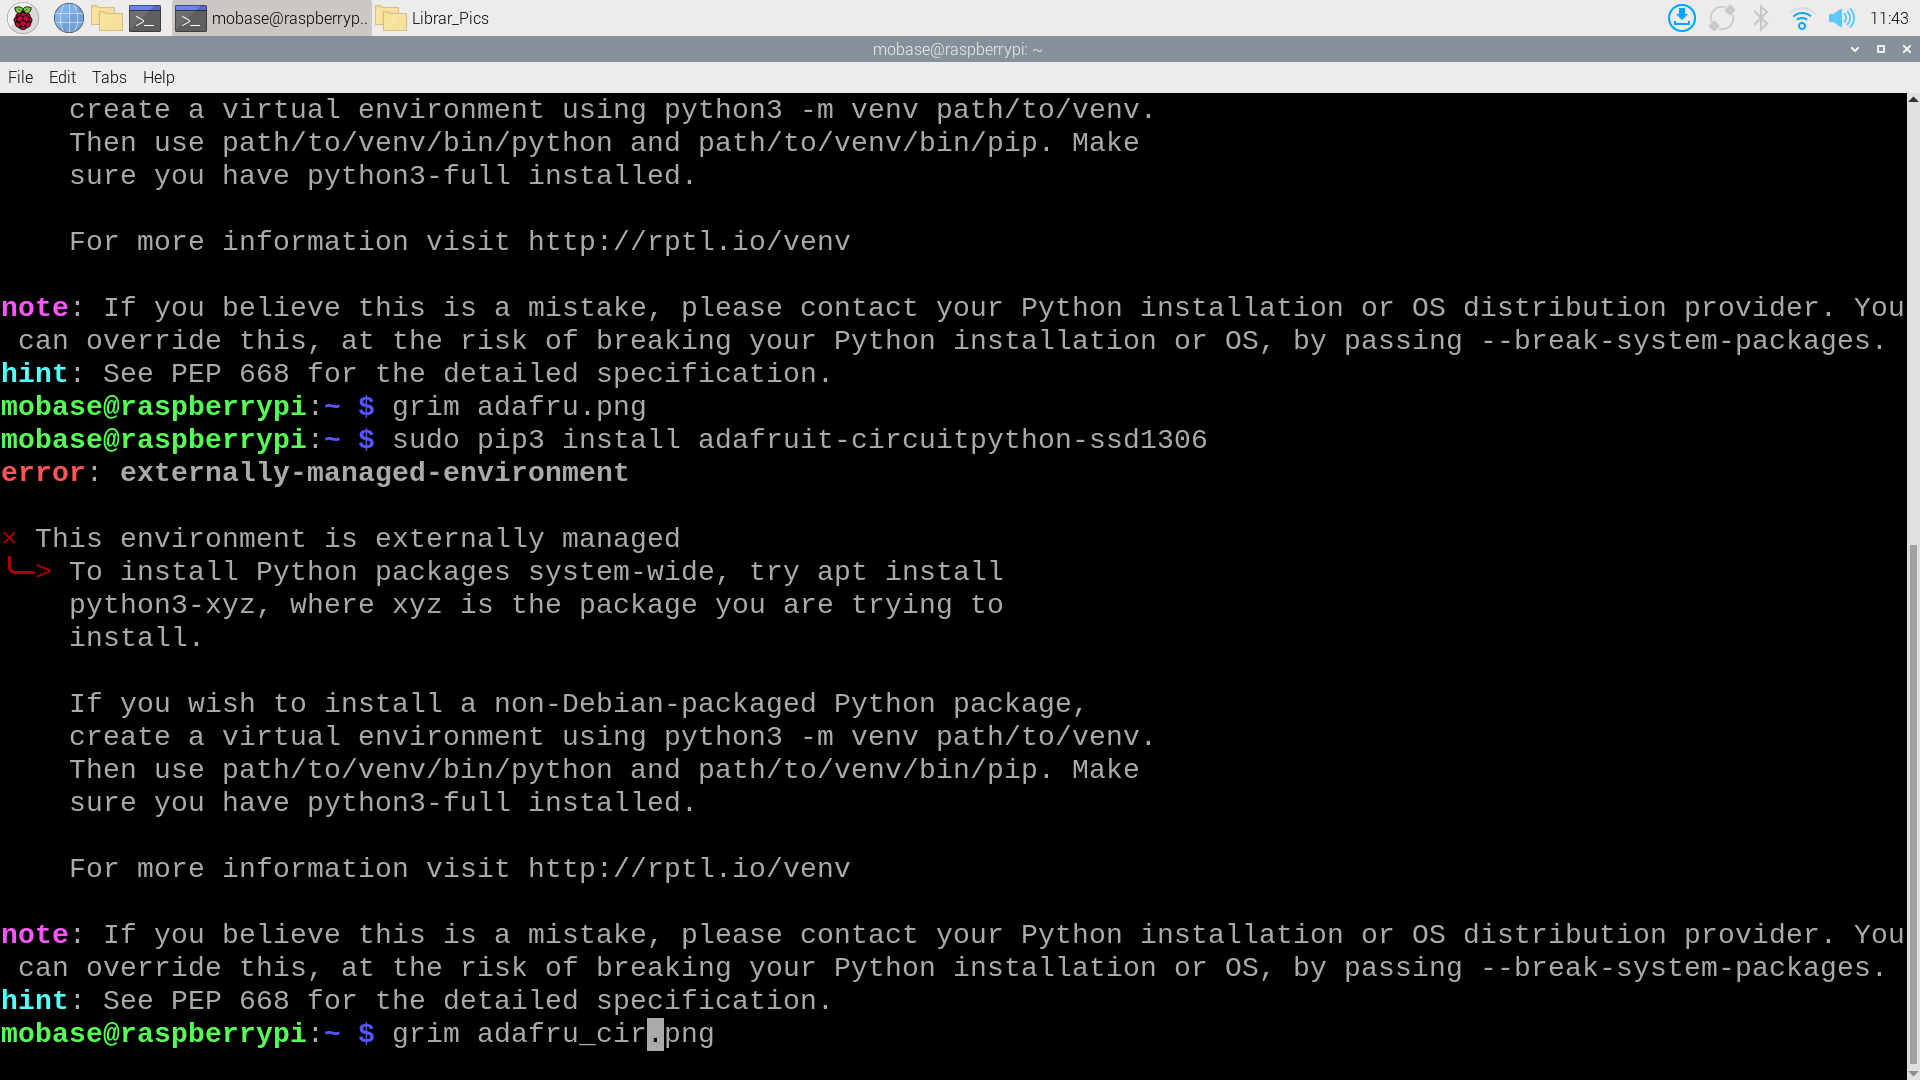 mobase@raspberryp..
Librar_Pics
11:43
mobase@raspberrypi: ~
File Edit Tabs Help
create a virtual environment using python3 -m venv path/to/venv.
Then use path/to/venv/bin/python and path/to/venv/bin/pip. Make
sure you have python3-full installed.
For more information visit http://rptl.io/venv
note: If you believe this is a mistake, please contact your Python installation or OS distribution provider. You
can override this, at the risk of breaking your Python installation or OS, by passing --break-system-packages.
hint: See PEP 668 for the detailed specification.
mobase@raspberrypi:~ $ grim adafru.png
mobase@raspberrypi:~ $ sudo pip3 install adafruit-circuitpython-ssd1306
error: externally-managed-environment
× This environment is externally managed
╰─> To install Python packages system-wide, try apt install
python3-xyz, where xyz is the package you are trying to
install.
If you wish to install a non-Debian-packaged Python package,
create a virtual environment using python3 -m venv path/to/venv.
Then use path/to/venv/bin/python and path/to/venv/bin/pip. Make
sure you have python3-full installed.
For more information visit http://rptl.io/venv
note: If you believe this is a mistake, please contact your Python installation or OS distribution provider. You
can override this, at the risk of breaking your Python installation or OS, by passing --break-system-packages.
hint: See PEP 668 for the detailed specification.
mobase@raspberrypi:~ $ grim adafru_cir.png